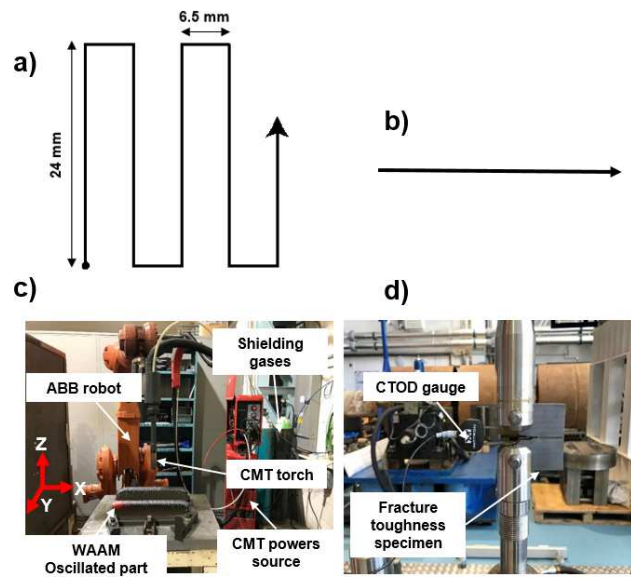 a)
6.5 mm
24 mm
b)
c)
Shielding
gases
ABB robot
CMT torch
Z
X
Y
WAAM
Oscillated part
CMT powers
source
d)
CTOD gauge
Fracture
toughness
specimen